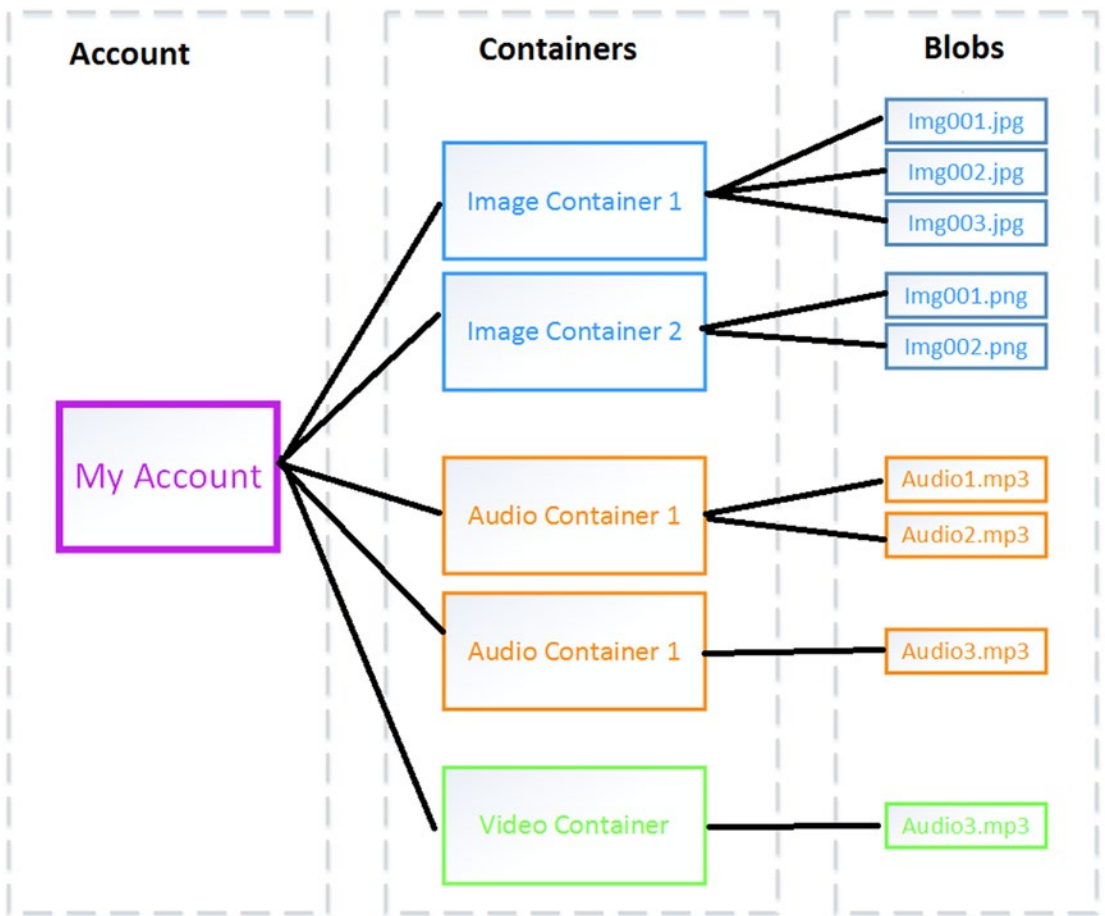 Account
Containers
Blobs
My Account
Image Container 1
Img001.jpg
Img002.jpg
Img003.jpg
Image Container 2
Img001.png
Img002.png
Audio Container 1
Audio1.mp3
Audio2.mp3
Audio Container 1
Audio3.mp3
Video Container
Audio3.mp3